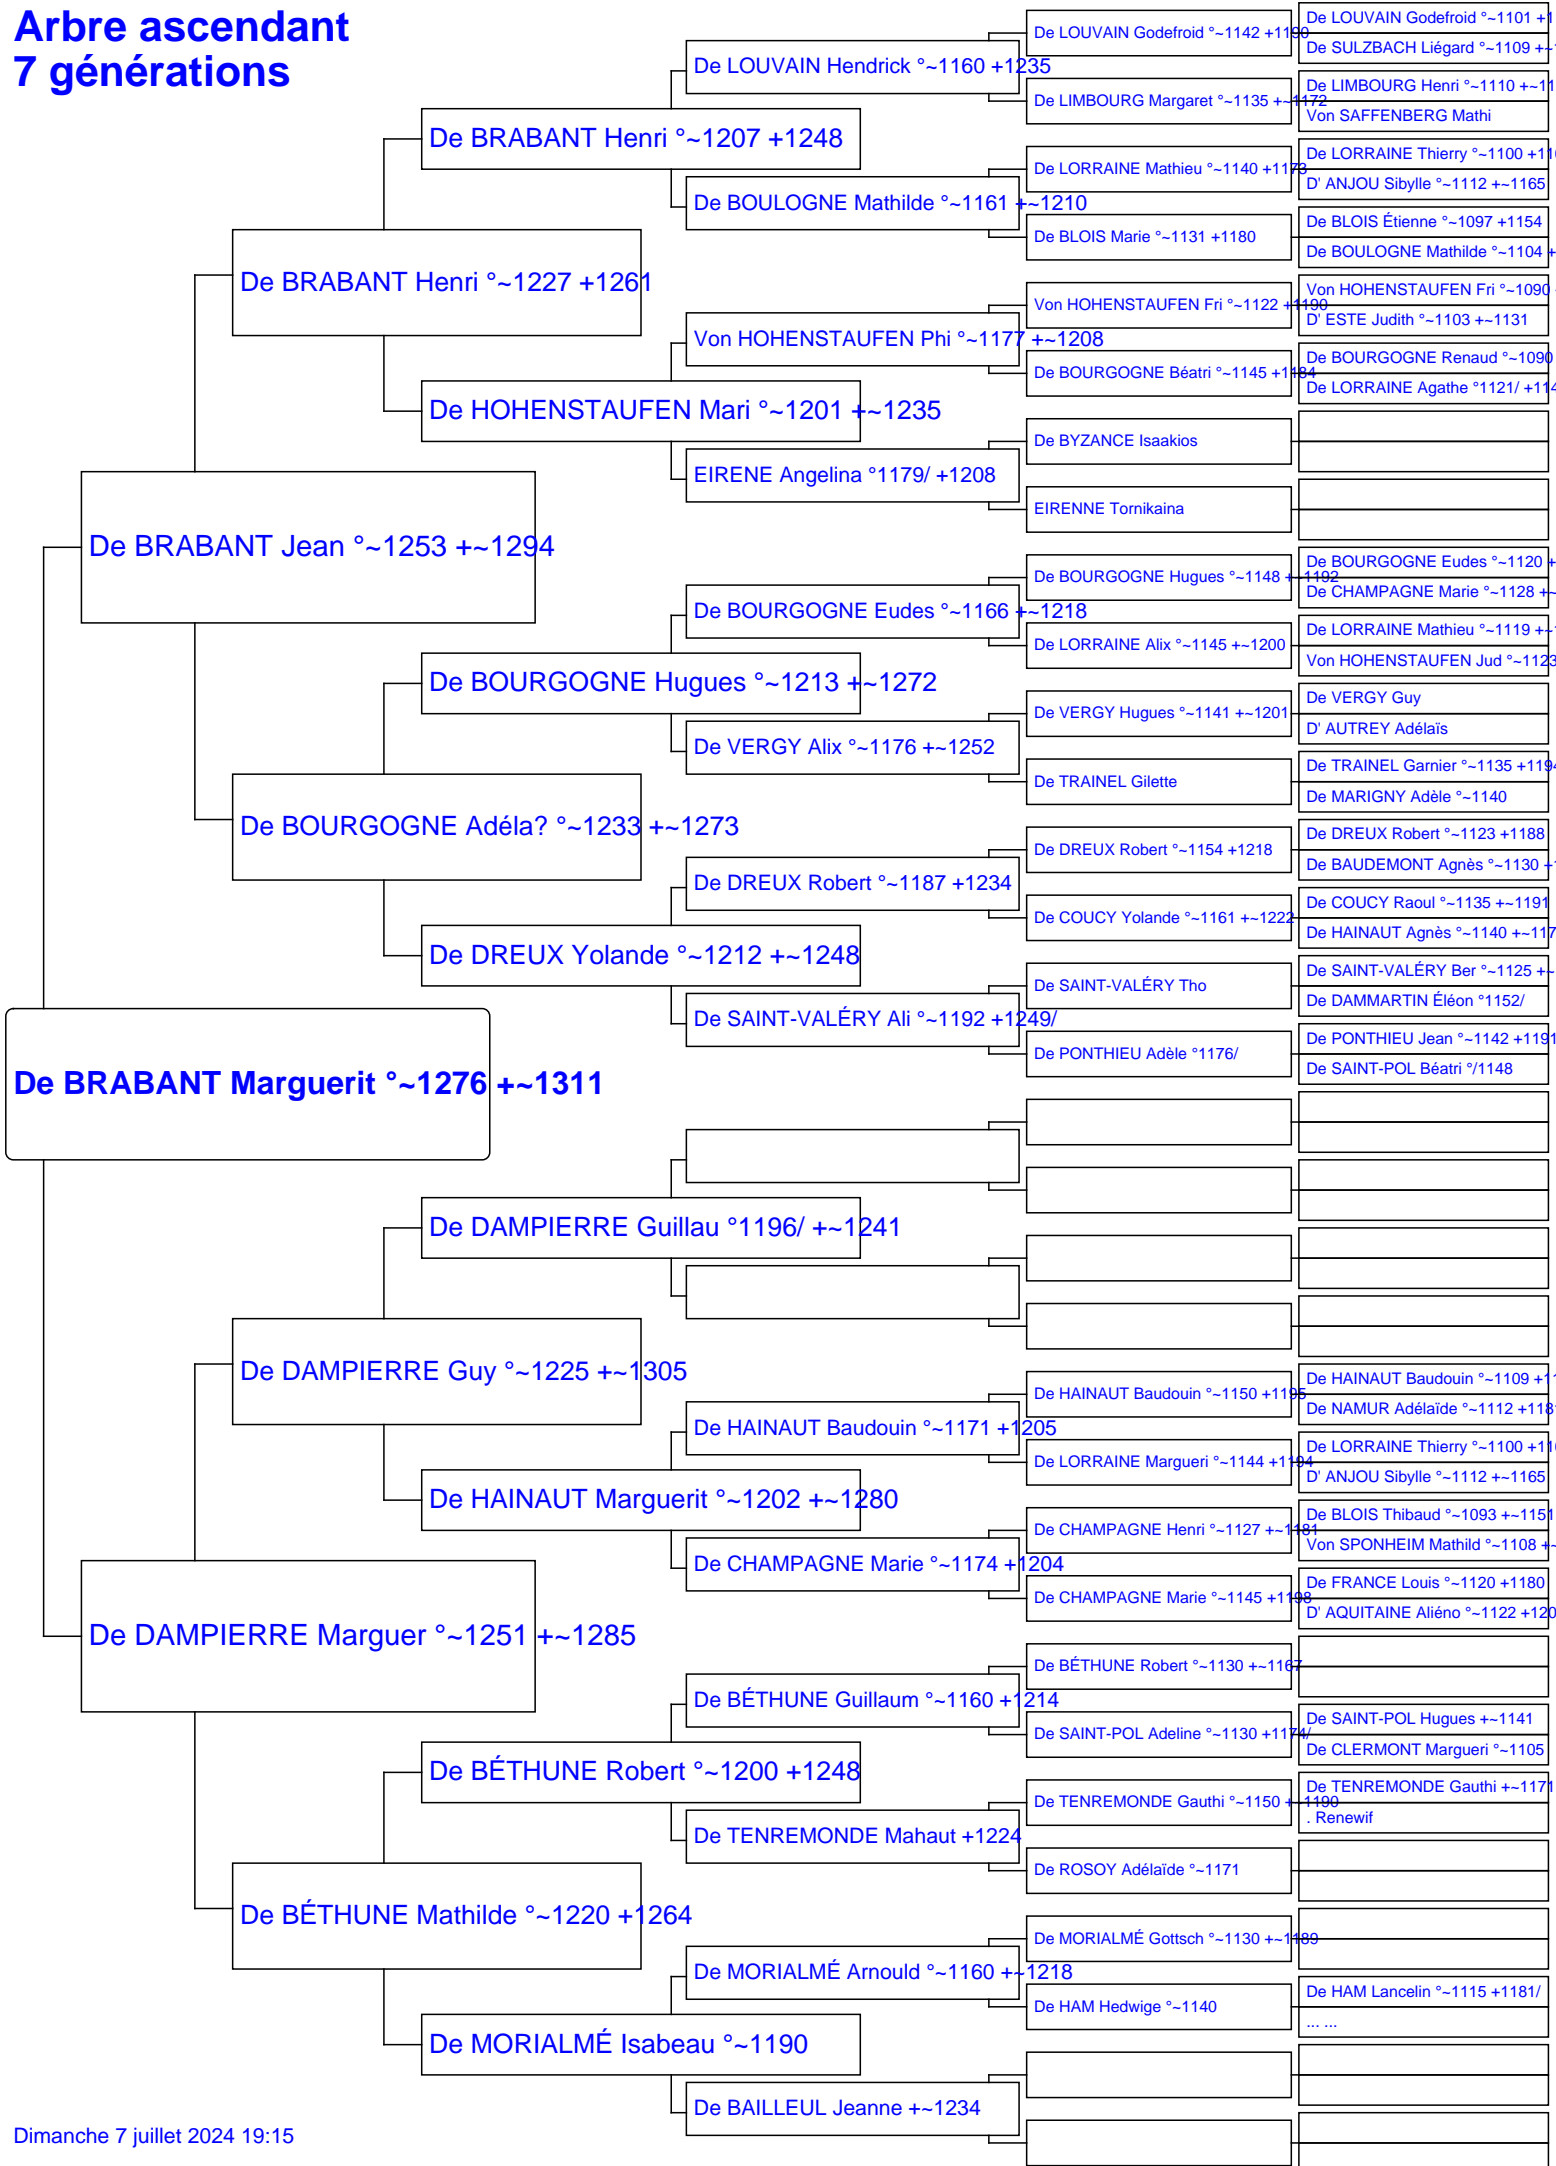 Arbre ascendant
7 générations
De LOUVAIN Godefroid °~1101 +1
De LOUVAIN Godefroid °~1142 +1190
De SULZBACH Liégard °~1109 +~
De LOUVAIN Hendrick °~1160 +1235
De LIMBOURG Henri °~1110 +~11
De LIMBOURG Margaret °~1135 +~1172
Von SAFFENBERG Mathi
De BRABANT Henri °~1207 +1248
De LORRAINE Thierry °~1100 +11
De LORRAINE Mathieu °~1140 +1173
D' ANJOU Sibylle °~1112 +~1165
De BOULOGNE Mathilde °~1161 +~1210
De BLOIS Étienne °~1097 +1154
De BLOIS Marie °~1131 +1180
De BOULOGNE Mathilde °~1104 +
De BRABANT Henri °~1227 +1261
Von HOHENSTAUFEN Fri °~1090
Von HOHENSTAUFEN Fri °~1122 +1190
D' ESTE Judith °~1103 +~1131
Von HOHENSTAUFEN Phi °~1177 +~1208
De BOURGOGNE Renaud °~1090
De BOURGOGNE Béatri °~1145 +1184
De LORRAINE Agathe °1121/ +114
De HOHENSTAUFEN Mari °~1201 +~1235
De BYZANCE Isaakios
EIRENE Angelina °1179/ +1208
EIRENNE Tornikaina
De BRABANT Jean °~1253 +~1294
De BOURGOGNE Eudes °~1120 +
De BOURGOGNE Hugues °~1148 +~1192
De CHAMPAGNE Marie °~1128 +~
De BOURGOGNE Eudes °~1166 +~1218
De LORRAINE Mathieu °~1119 +~
De LORRAINE Alix °~1145 +~1200
Von HOHENSTAUFEN Jud °~1123
De BOURGOGNE Hugues °~1213 +~1272
De VERGY Guy
De VERGY Hugues °~1141 +~1201
D' AUTREY Adélaïs
De VERGY Alix °~1176 +~1252
De TRAINEL Garnier °~1135 +1194
De TRAINEL Gilette
De MARIGNY Adèle °~1140
De BOURGOGNE Adéla? °~1233 +~1273
De DREUX Robert °~1123 +1188
De DREUX Robert °~1154 +1218
De BAUDEMONT Agnès °~1130 +
De DREUX Robert °~1187 +1234
De COUCY Raoul °~1135 +~1191
De COUCY Yolande °~1161 +~1222
De HAINAUT Agnès °~1140 +~117
De DREUX Yolande °~1212 +~1248
De SAINT-VALÉRY Ber °~1125 +~
De SAINT-VALÉRY Tho
De DAMMARTIN Éléon °1152/
De SAINT-VALÉRY Ali °~1192 +1249/
De PONTHIEU Jean °~1142 +1191
De PONTHIEU Adèle °1176/
De SAINT-POL Béatri °/1148
De BRABANT Marguerit °~1276 +~1311
De DAMPIERRE Guillau °1196/ +~1241
De DAMPIERRE Guy °~1225 +~1305
De HAINAUT Baudouin °~1109 +1
De HAINAUT Baudouin °~1150 +1195
De NAMUR Adélaïde °~1112 +118
De HAINAUT Baudouin °~1171 +1205
De LORRAINE Thierry °~1100 +11
De LORRAINE Margueri °~1144 +1194
D' ANJOU Sibylle °~1112 +~1165
De HAINAUT Marguerit °~1202 +~1280
De BLOIS Thibaud °~1093 +~1151
De CHAMPAGNE Henri °~1127 +~1181
Von SPONHEIM Mathild °~1108 +~
De CHAMPAGNE Marie °~1174 +1204
De FRANCE Louis °~1120 +1180
De CHAMPAGNE Marie °~1145 +1198
D' AQUITAINE Aliéno °~1122 +120
De DAMPIERRE Marguer °~1251 +~1285
De BÉTHUNE Robert °~1130 +~1167
De BÉTHUNE Guillaum °~1160 +1214
De SAINT-POL Hugues +~1141
De SAINT-POL Adeline °~1130 +1174/
De CLERMONT Margueri °~1105
De BÉTHUNE Robert °~1200 +1248
De TENREMONDE Gauthi +~1171
De TENREMONDE Gauthi °~1150 +~1190
. Renewif
De TENREMONDE Mahaut +1224
De ROSOY Adélaïde °~1171
De BÉTHUNE Mathilde °~1220 +1264
De MORIALMÉ Gottsch °~1130 +~1189
De MORIALMÉ Arnould °~1160 +~1218
De HAM Lancelin °~1115 +1181/
De HAM Hedwige °~1140
... ...
De MORIALMÉ Isabeau °~1190
De BAILLEUL Jeanne +~1234
Dimanche 7 juillet 2024 19:15